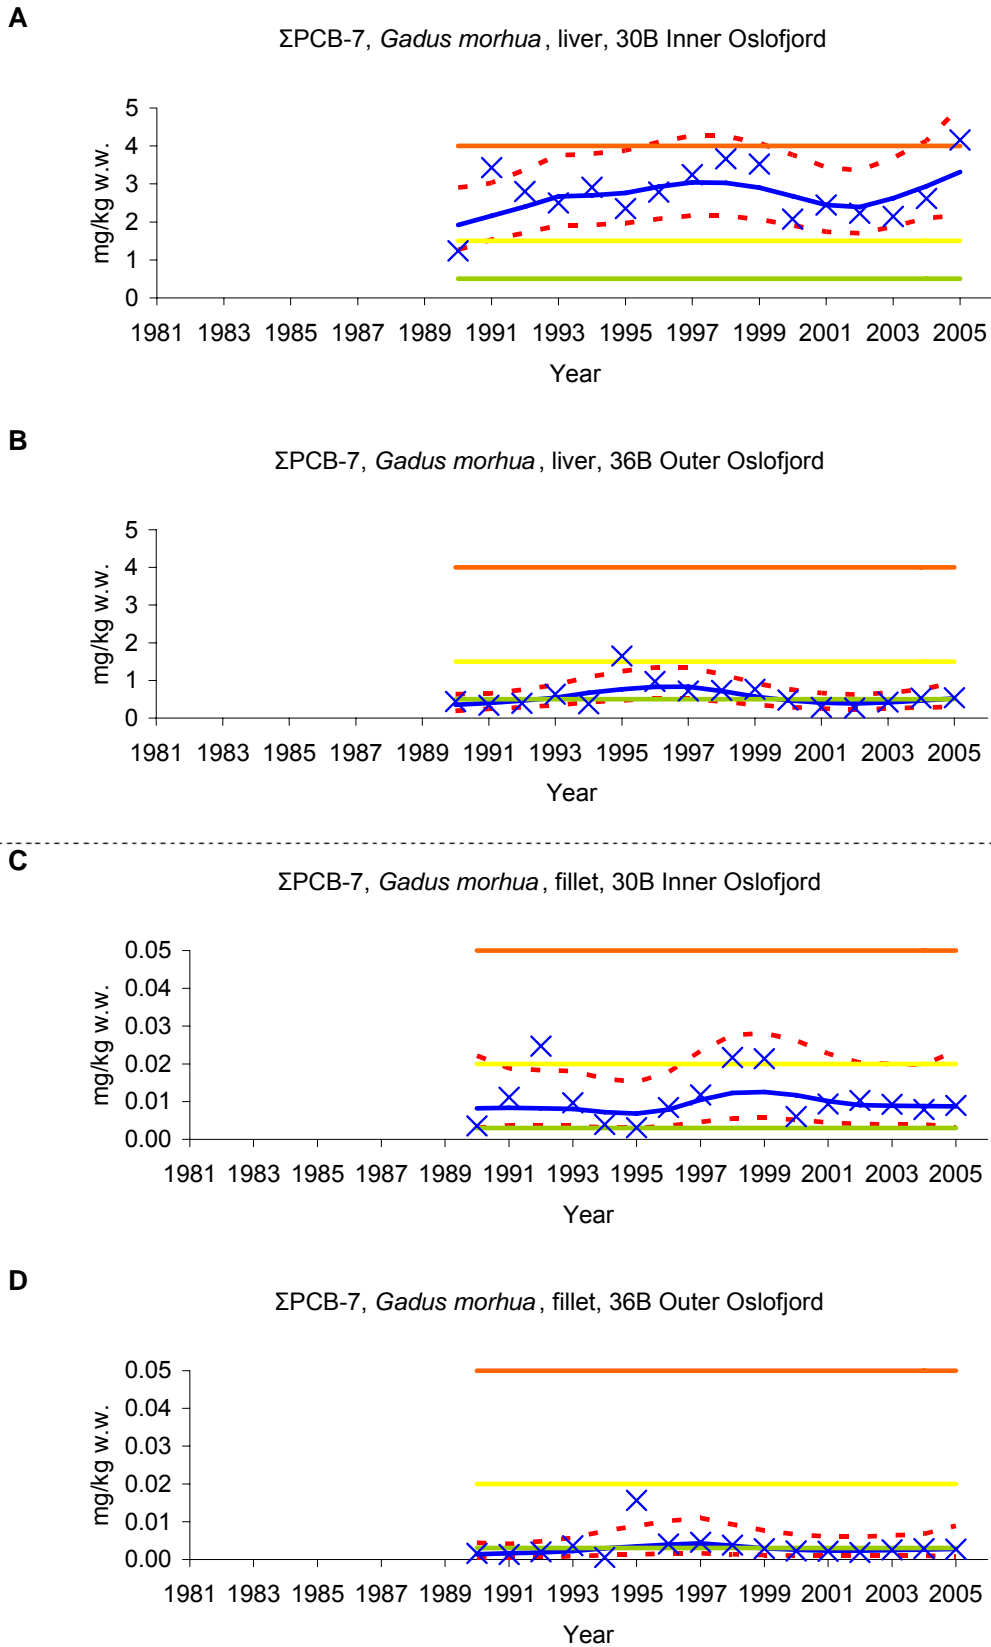 A
ΣPCB-7, Gadus morhua, liver, 30B Inner Oslofjord
5
4
3
2
1
0
mg/kg w.w.
1981 1983 1985 1987 1989 1991 1993 1995 1997 1999 2001 2003 2005
Year
B
ΣPCB-7, Gadus morhua, liver, 36B Outer Oslofjord
5
4
3
2
1
0
mg/kg w.w.
1981 1983 1985 1987 1989 1991 1993 1995 1997 1999 2001 2003 2005
Year
C
ΣPCB-7, Gadus morhua, fillet, 30B Inner Oslofjord
0.05
0.04
0.03
0.02
0.01
0.00
mg/kg w.w.
1981 1983 1985 1987 1989 1991 1993 1995 1997 1999 2001 2003 2005
Year
D
ΣPCB-7, Gadus morhua, fillet, 36B Outer Oslofjord
0.05
0.04
0.03
0.02
0.01
0.00
mg/kg w.w.
1981 1983 1985 1987 1989 1991 1993 1995 1997 1999 2001 2003 2005
Year